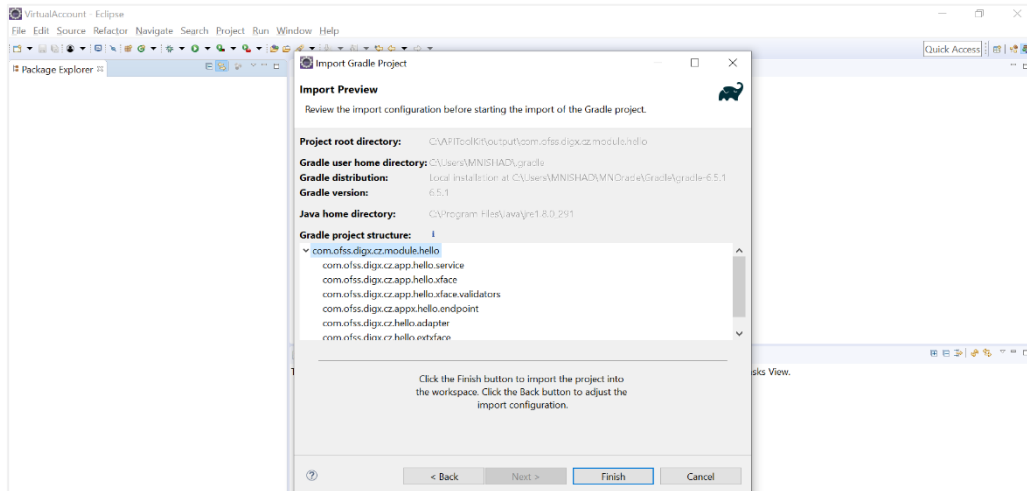 VirtualAccount - Eclipse
File Edit Source Refactor Navigate Search Project Run Window Help
Quick Access
Package Explorer
Import Gradle Project
Import Preview
Review the import configuration before starting the import of the Gradle project.
Project root directory: C:\APIToolKit\output\com.ofss.digx.cz.module.hello
Gradle user home directory: C:\Users\MNISHAD\.gradle
Gradle distribution: Local installation at C:\Users\MNISHAD\MNOracle\Gradle\gradle-6.5.1
Gradle version: 6.5.1
Java home directory: C:\Program Files\Java\jre1.8.0_291
Gradle project structure:
com.ofss.digx.cz.module.hello
com.ofss.digx.cz.app.hello.service
com.ofss.digx.cz.app.hello.xface
com.ofss.digx.cz.app.hello.xface.validators
com.ofss.digx.cz.appx.hello.endpoint
com.ofss.digx.cz.hello.adapter
com.ofss.digx.cz.hello.extxface
T
sks View.
Click the Finish button to import the project into
the workspace. Click the Back button to adjust the
import configuration.
< Back Next > Finish Cancel